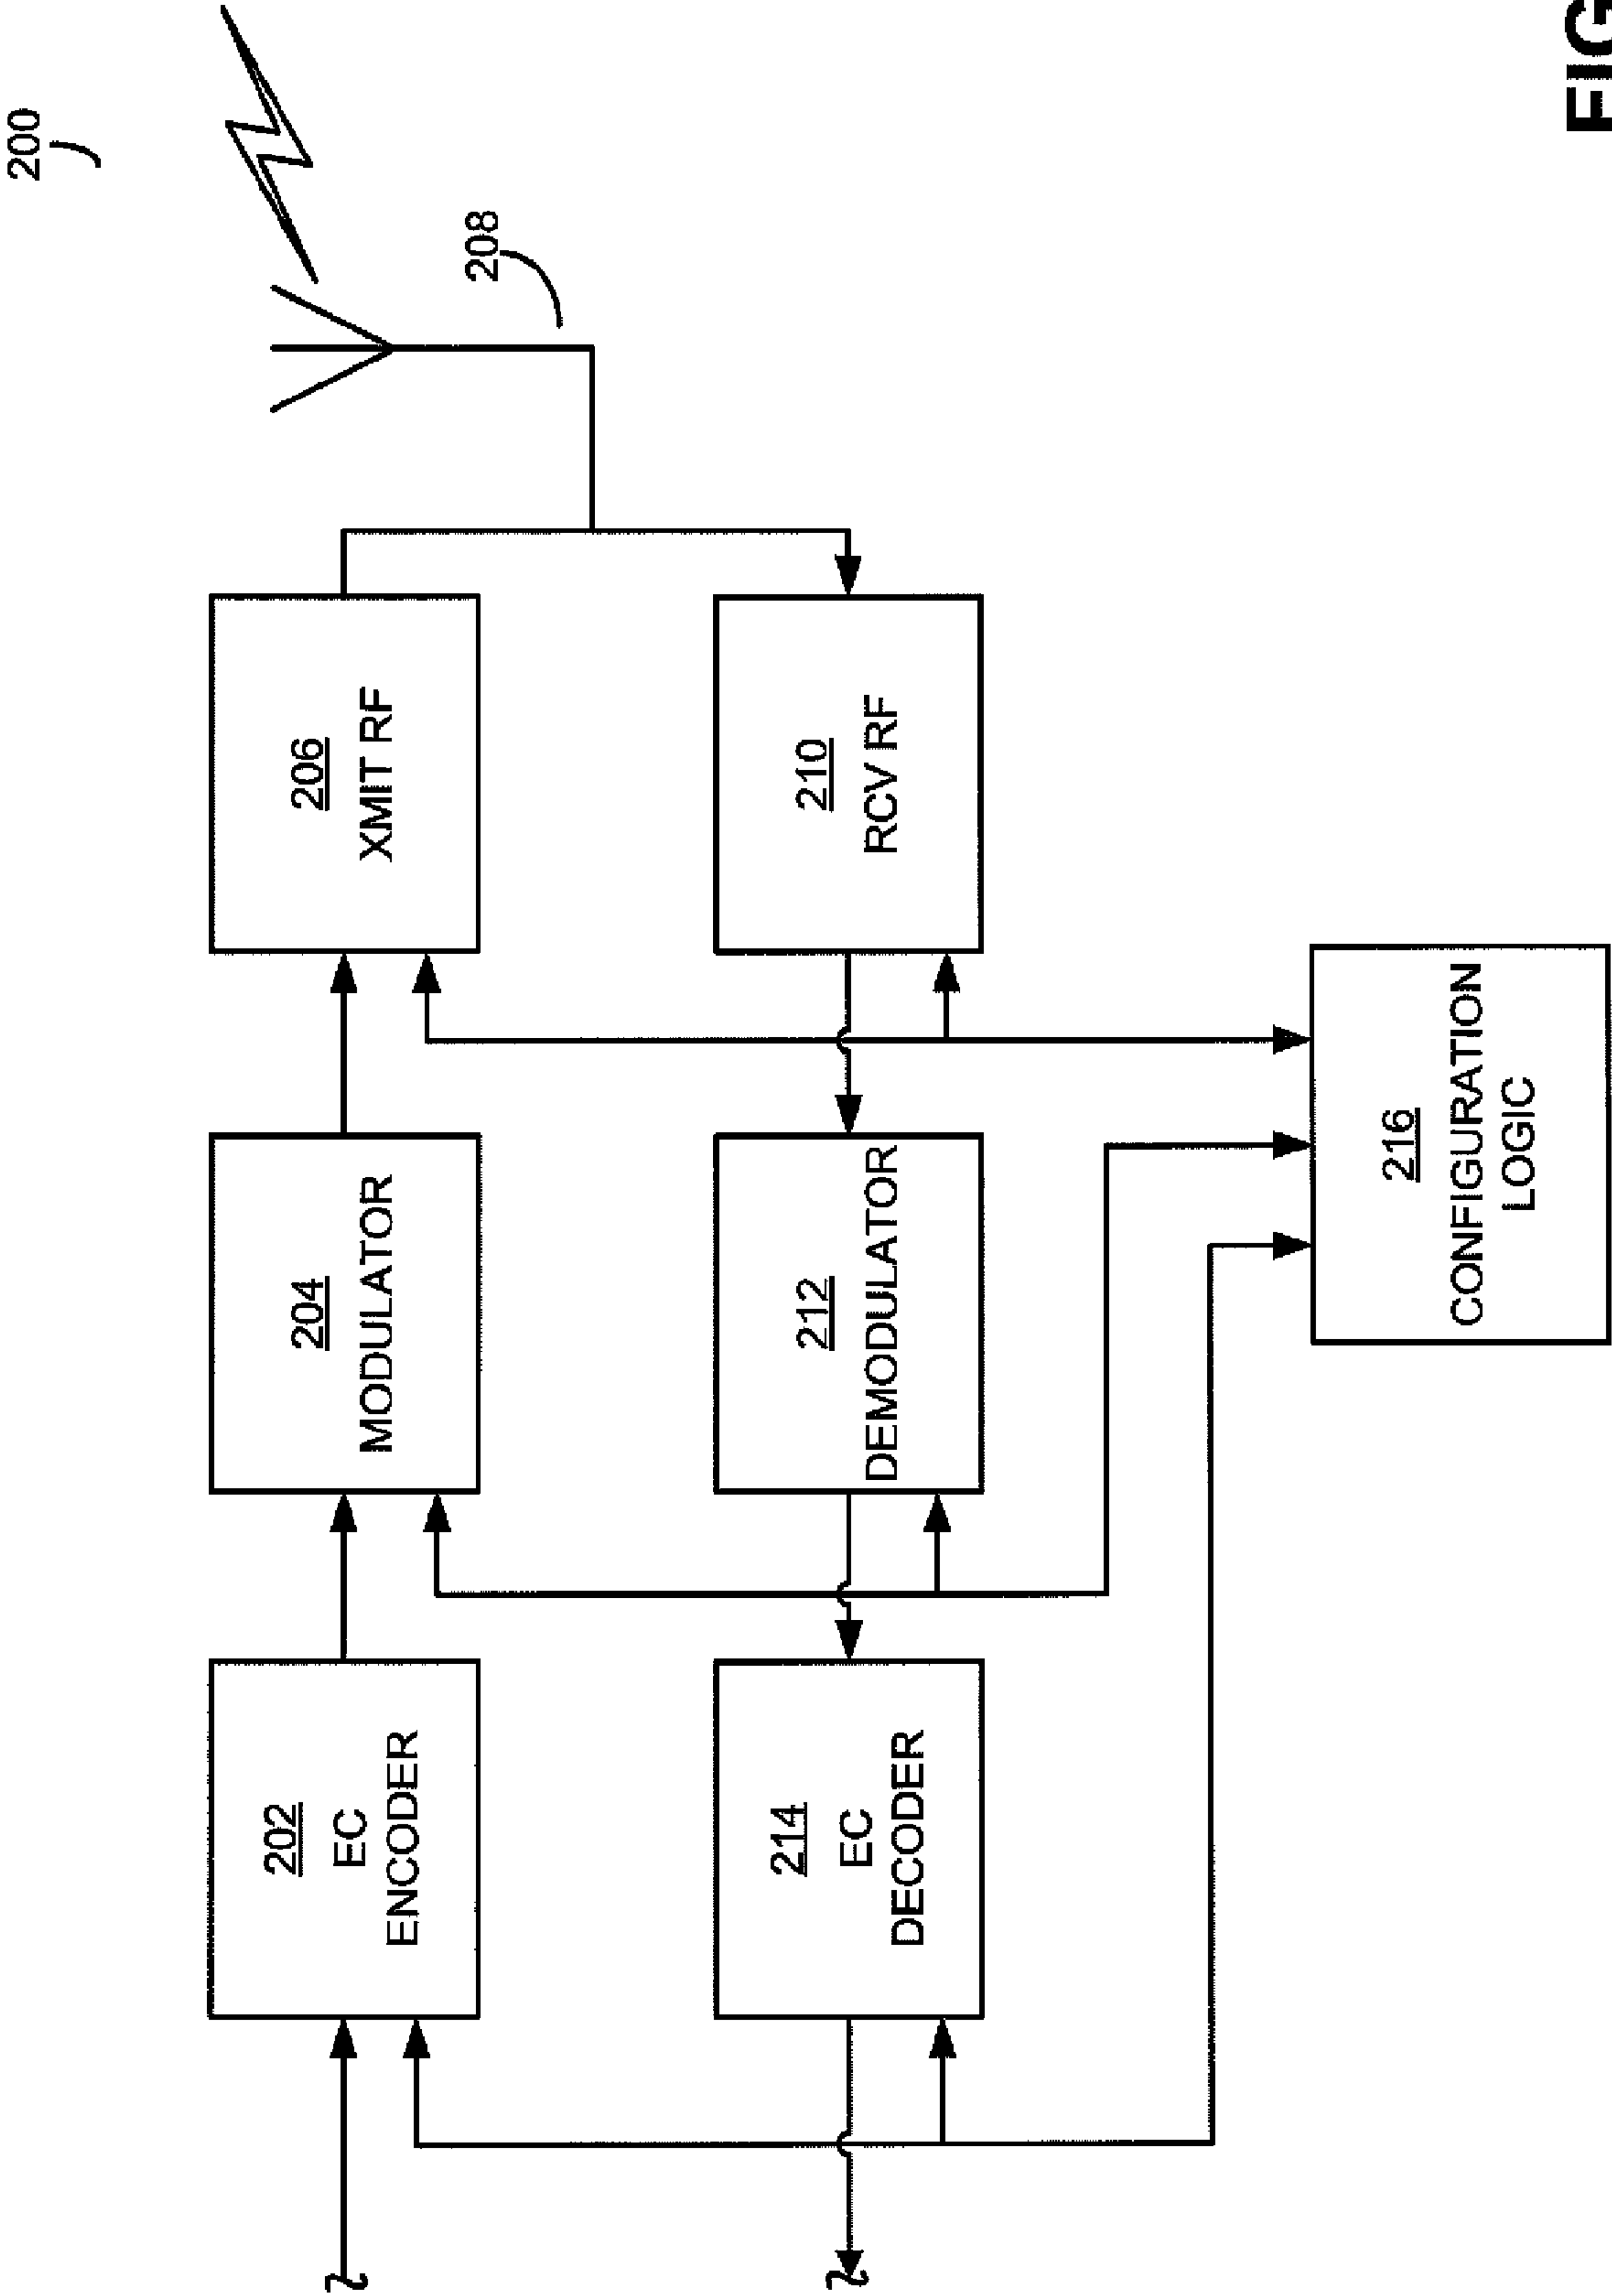 200
208
202
EC
ENCODER
204
MODULATOR
206
XMIT RF
214
EC
DECODER
212
DEMODULATOR
210
RCV RF
216
CONFIGURATION
LOGIC
FIG